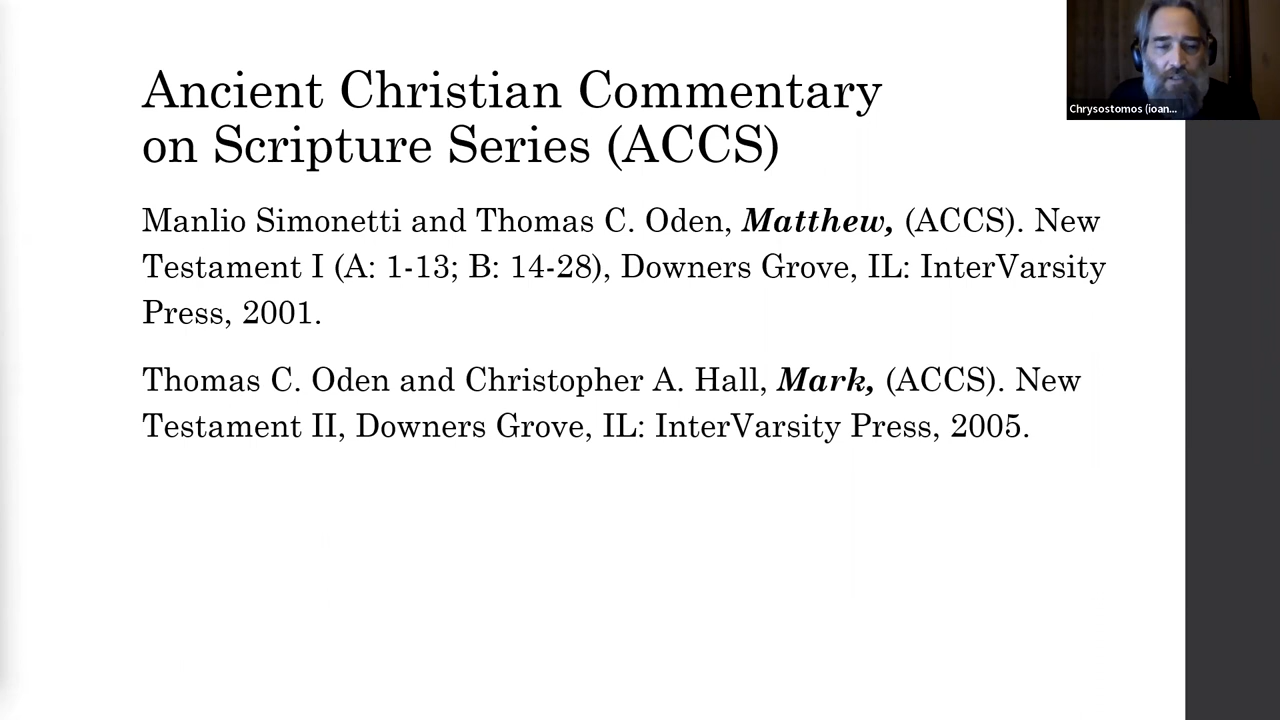 Ancient Christian Commentary
on Scripture Series (ACCS)
Manlio Simonetti and Thomas C. Oden, Matthew, (ACCS). New
Testament I (A: 1-13; B: 14-28), Downers Grove, IL: InterVarsity
Press, 2001.
Thomas C. Oden and Christopher A. Hall, Mark, (ACCS). New
Testament II, Downers Grove, IL: InterVarsity Press, 2005.
Chrysostomos (ioan...